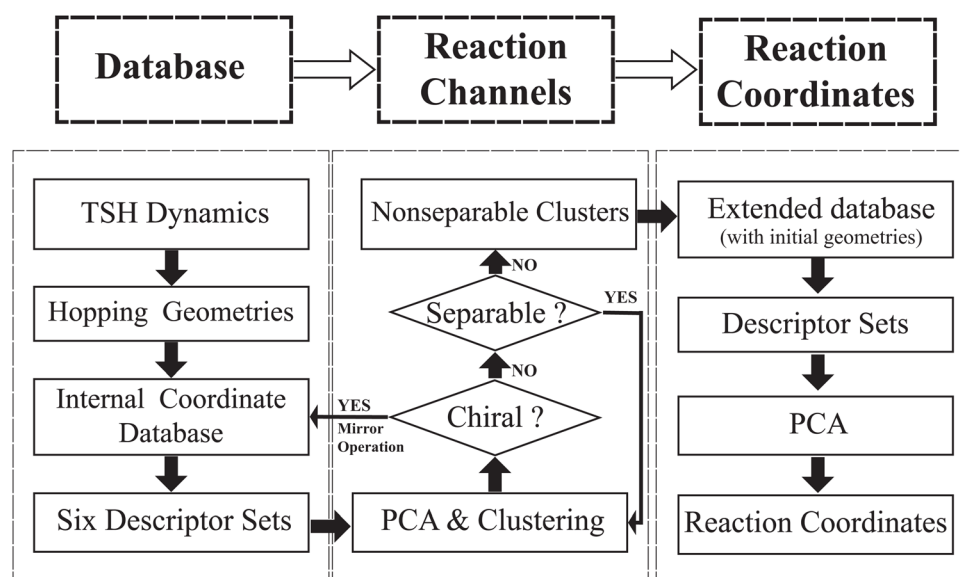 Database
Reaction
Channels
Reaction
Coordinates
TSH Dynamics
Hopping Geometries
Internal Coordinate
Database
Six Descriptor Sets
Nonseparable Clusters
NO
Separable ?
YES
NO
Chiral ?
YES
Mirror
Operation
PCA & Clustering
Extended database
(with initial geometries)
Descriptor Sets
PCA
Reaction Coordinates